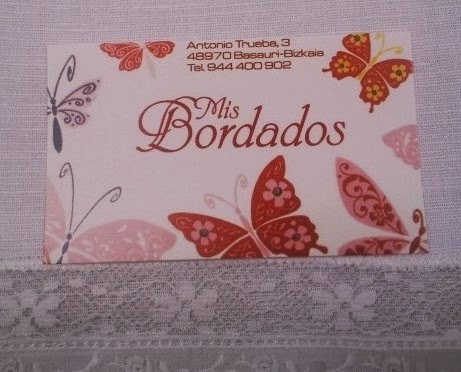 Antonio Trueba, 3
48970 Basauri-Bizkaia
Tel. 944 400 902
Mis
Bordados